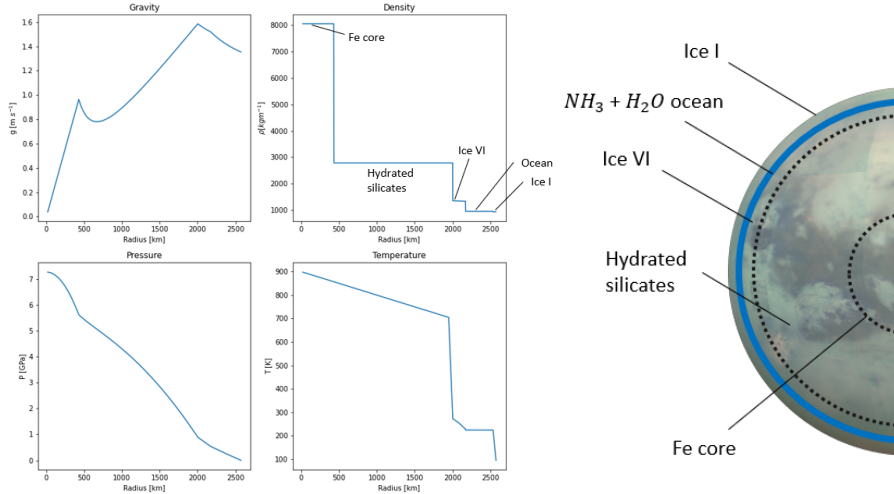 Gravity
g [m s⁻¹]
1.6
1.4
1.2
1.0
0.8
0.6
0.4
0.2
0.0
0 500 1000 1500 2000 2500
Radius [km]
Density
ρ[kgm⁻¹]
8000
7000
6000
5000
4000
3000
2000
1000
Fe core
Hydrated
silicates
Ice VI
Ocean
Ice I
0 500 1000 1500 2000 2500
Radius [km]
Pressure
P [GPa]
7
6
5
4
3
2
1
0
0 500 1000 1500 2000 2500
Radius [km]
Temperature
T [K]
900
800
700
600
500
400
300
200
100
0 500 1000 1500 2000 2500
Radius [km]
Ice I
NH₃ + H₂O ocean
Ice VI
Hydrated
silicates
Fe core